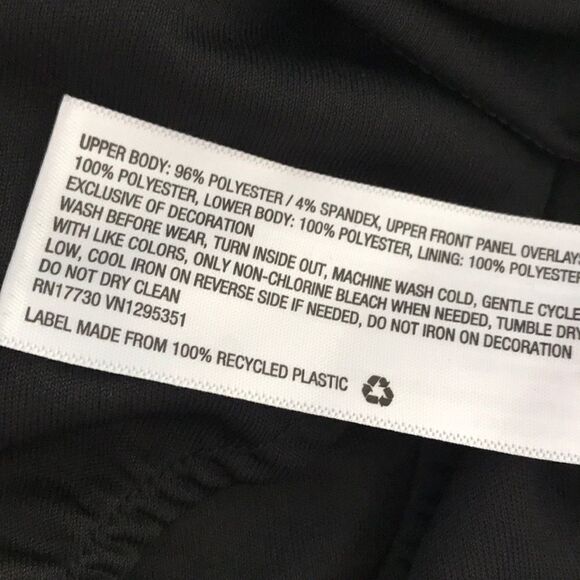 UPPER BODY: 96% POLYESTER / 4% SPANDEX, UPPER FRONT PANEL OVERLAYS
100% POLYESTER, LOWER BODY: 100% POLYESTER, LINING: 100% POLYESTER
EXCLUSIVE OF DECORATION
WASH BEFORE WEAR, TURN INSIDE OUT, MACHINE WASH COLD, GENTLE CYCLE
WITH LIKE COLORS, ONLY NON-CHLORINE BLEACH WHEN NEEDED, TUMBLE DRY
LOW, COOL IRON ON REVERSE SIDE IF NEEDED, DO NOT IRON ON DECORATION
DO NOT DRY CLEAN
RN17730 VN1295351
LABEL MADE FROM 100% RECYCLED PLASTIC